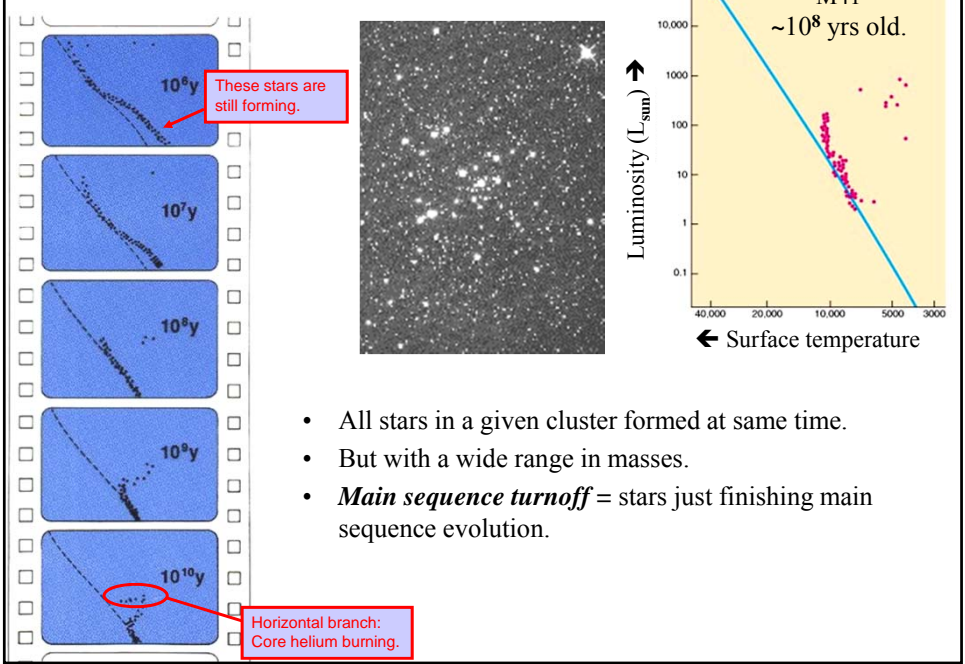 10⁶y
These stars are
still forming.
10⁷y
10⁸y
10⁹y
10¹⁰y
Horizontal branch:
Core helium burning.
~10⁸ yrs old.
Luminosity (Lsun) ➔
10,000
1000
100
10
1
0.1
40,000 20,000 10,000 5000 3000
🡸 Surface temperature
• All stars in a given cluster formed at same time.
• But with a wide range in masses.
• Main sequence turnoff = stars just finishing main
sequence evolution.